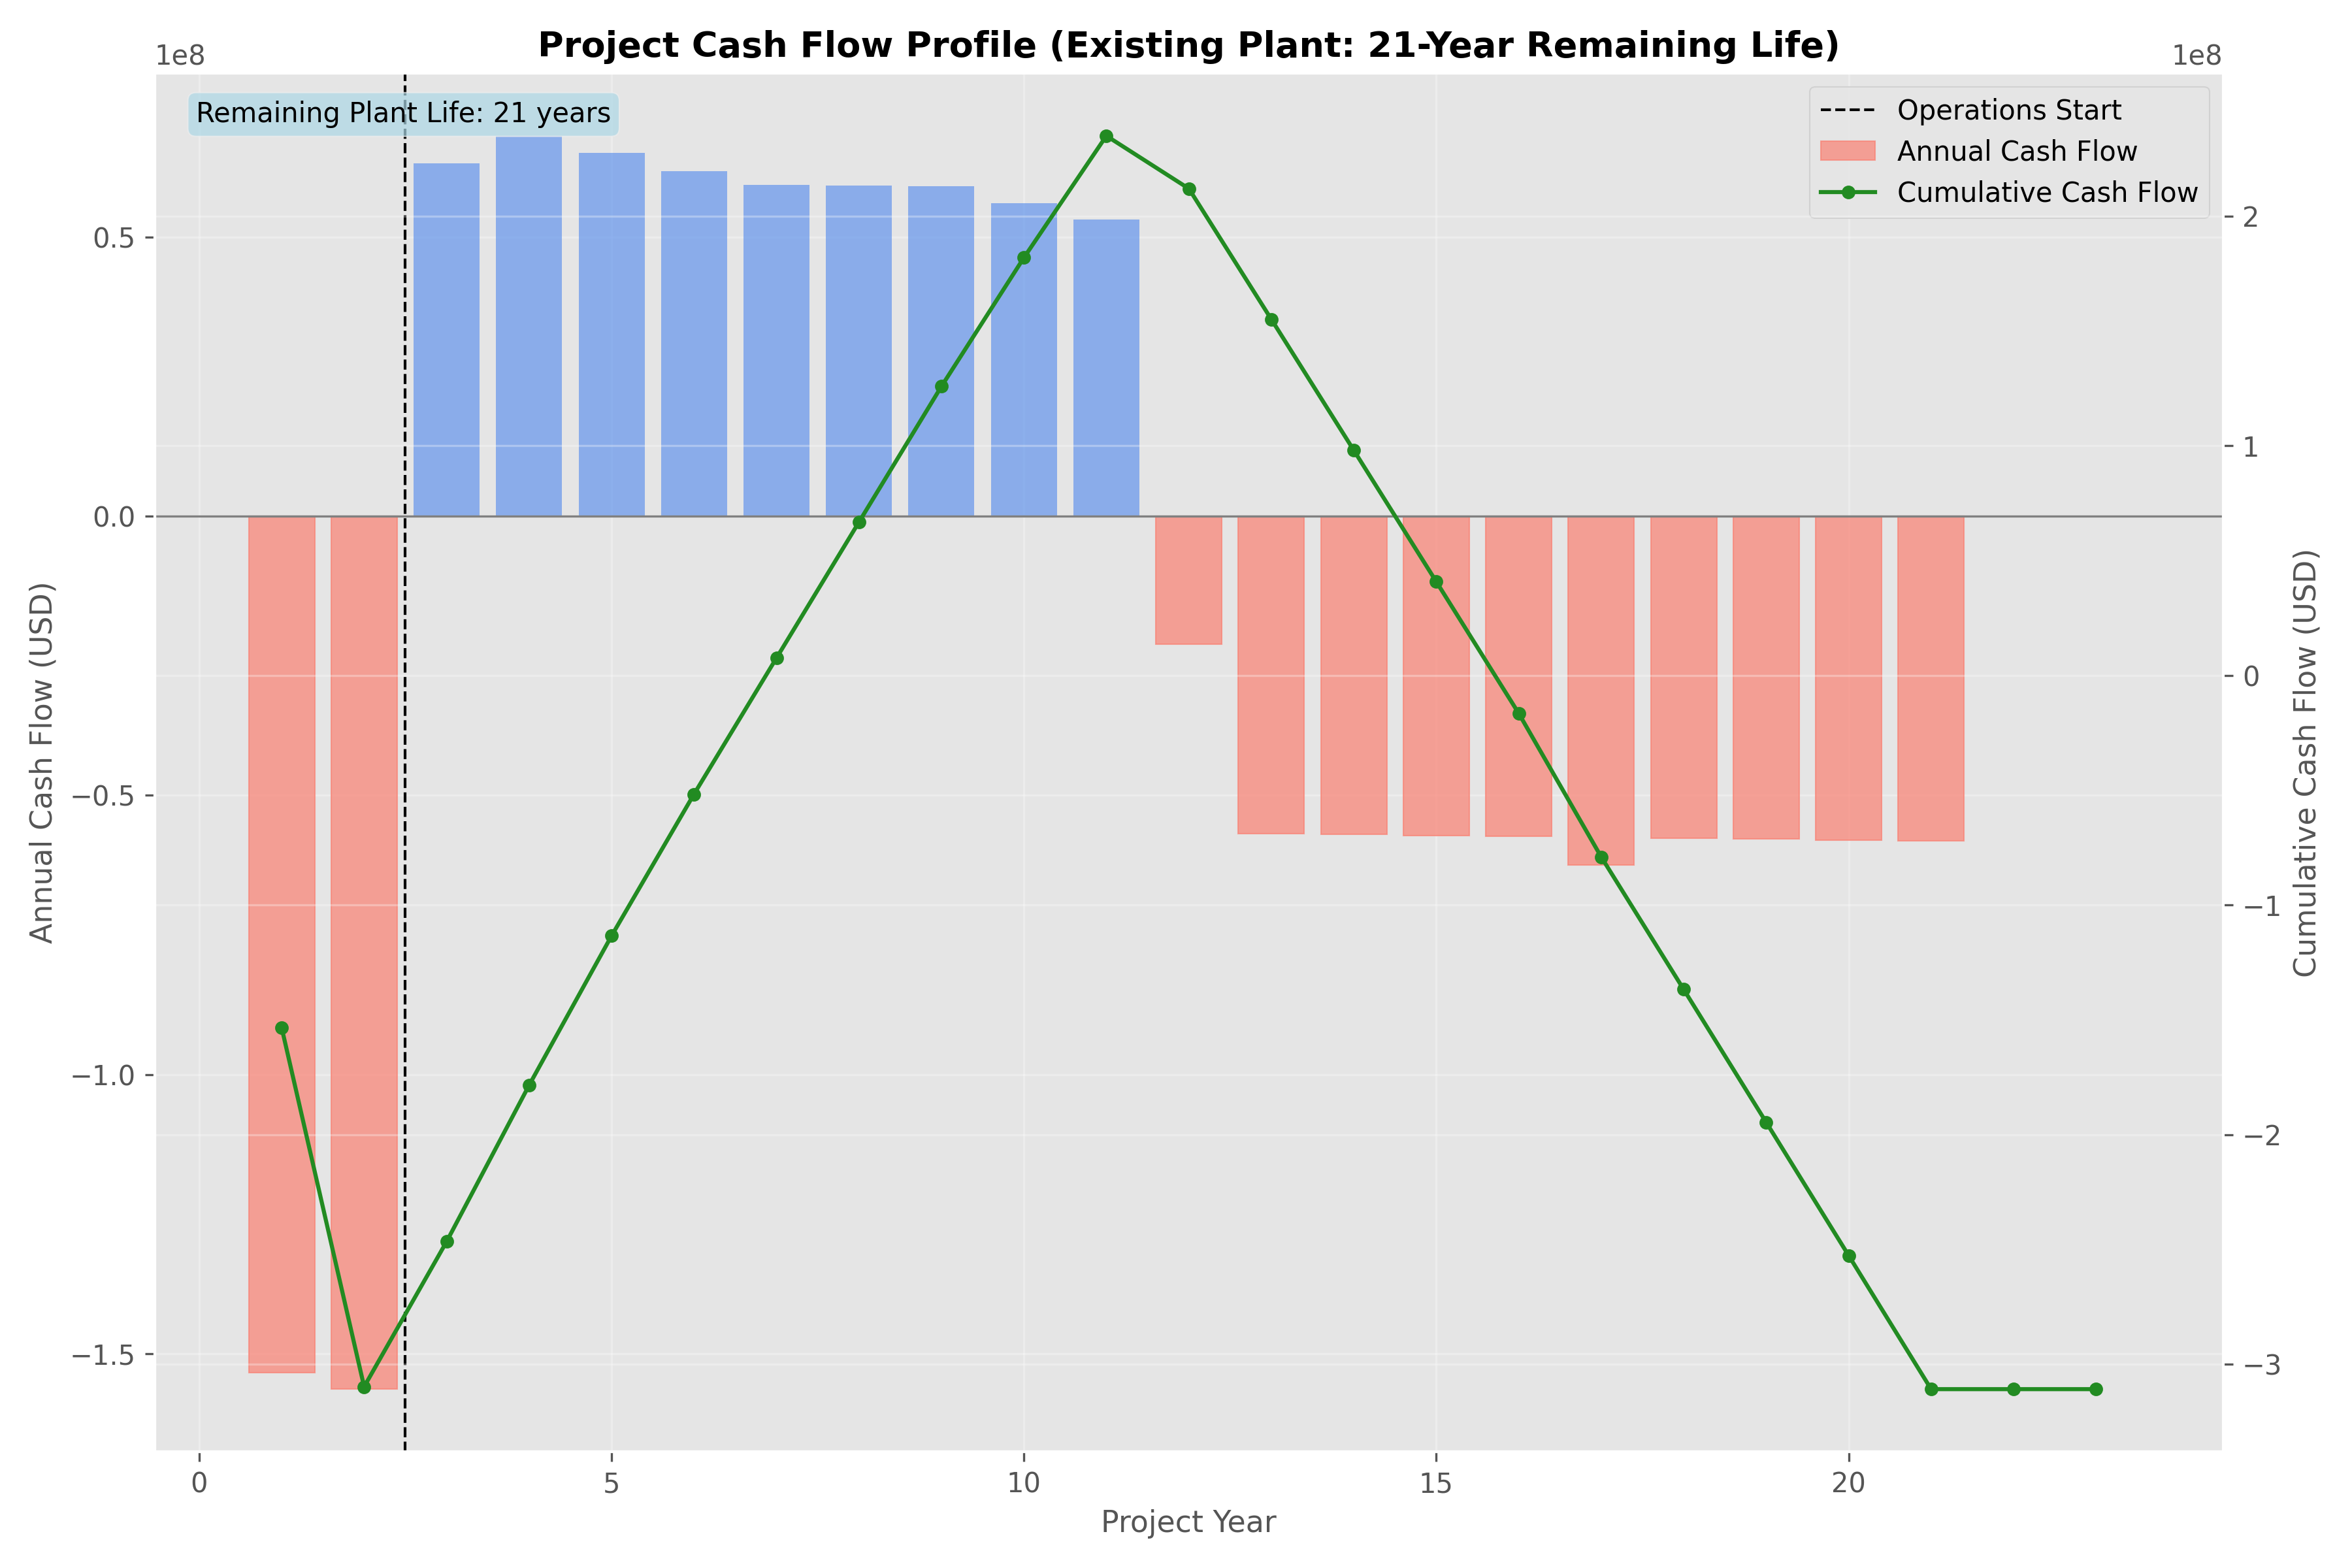 Project Cash Flow Profile (Existing Plant: 21-Year Remaining Life)
1e8
1e8
Remaining Plant Life: 21 years
Operations Start
Annual Cash Flow
Cumulative Cash Flow
0.5
0.0
−0.5
−1.0
−1.5
Annual Cash Flow (USD)
2
1
0
−1
−2
−3
Cumulative Cash Flow (USD)
0
5
10
15
20
Project Year